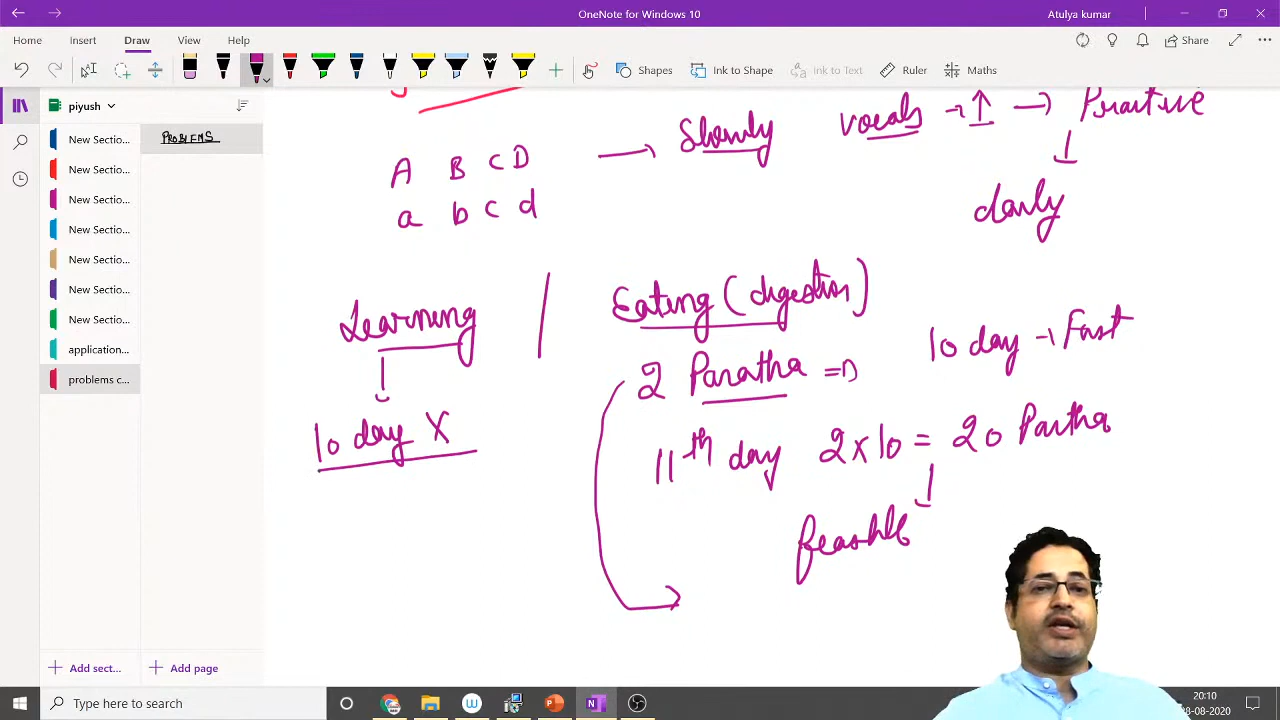 OneNote for Windows 10
Atulya kumar
Home Insert Draw View Help
Share
Shapes Ink to Shape Ink to Text Ruler Maths
piyush
PROBLEMS
New Sectio...
New Sectio...
New Sectio...
New Sectio...
New Sectio...
New Sectio...
New Sectio...
application...
problems c...
Add sect...
Add page
A B C D → Slowly
a b c d
vocals → ↑ → Practice
daily
Learning
10 day X
Eating (digestion)
2 Paratha ⇒
10 day → Fast
11th day 2 x 10 = 20 Partha
feasible
Type here to search
20:10
-08-2020